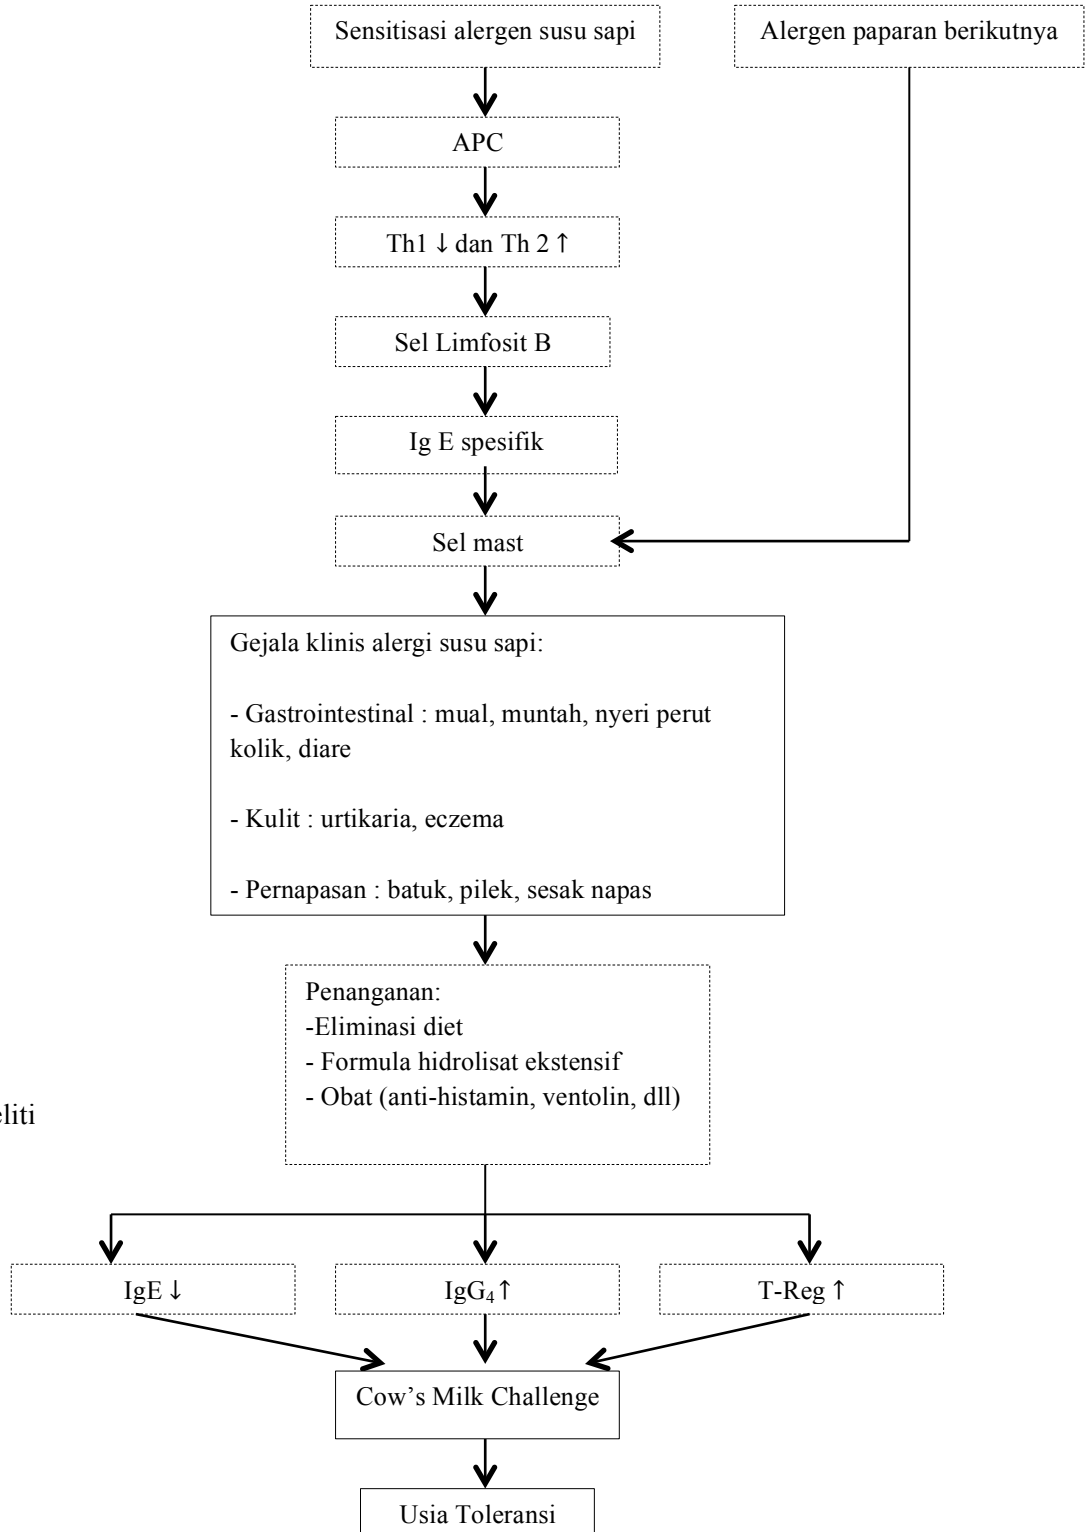 Sensitisasi alergen susu sapi
Alergen paparan berikutnya
APC
Th1 ↓ dan Th 2 ↑
Sel Limfosit B
Ig E spesifik
Sel mast
Gejala klinis alergi susu sapi:
- Gastrointestinal : mual, muntah, nyeri perut
kolik, diare
- Kulit : urtikaria, eczema
- Pernapasan : batuk, pilek, sesak napas
Penanganan:
-Eliminasi diet
- Formula hidrolisat ekstensif
- Obat (anti-histamin, ventolin, dll)
eliti
IgE ↓
IgG₄ ↑
T-Reg ↑
Cow’s Milk Challenge
Usia Toleransi